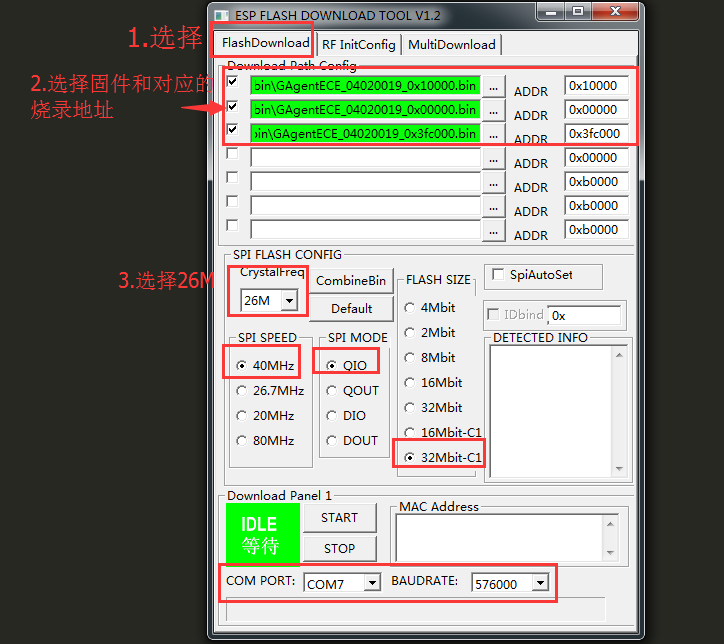 ESP FLASH DOWNLOAD TOOL V1.2
1.选择
FlashDownload
RF InitConfig
MultiDownload
Download Path Config
2.选择固件和对应的
烧录地址
bin\GAgentECE_04020019_0x10000.bin
...
ADDR
0x10000
bin\GAgentECE_04020019_0x00000.bin
...
ADDR
0x00000
bin\GAgentECE_04020019_0x3fc000.bin
...
ADDR
0x3fc000
...
ADDR
0x00000
...
ADDR
0xb0000
...
ADDR
0xb0000
...
ADDR
0xb0000
SPI FLASH CONFIG
3.选择26M
CrystalFreq
26M
CombineBin
Default
SPI SPEED
40MHz
26.7MHz
20MHz
80MHz
SPI MODE
QIO
QOUT
DIO
DOUT
FLASH SIZE
4Mbit
2Mbit
8Mbit
16Mbit
32Mbit
16Mbit-C1
32Mbit-C1
SpiAutoSet
IDbind
0x
DETECTED INFO
Download Panel 1
IDLE
等待
START
STOP
MAC Address
COM PORT:
COM7
BAUDRATE:
576000